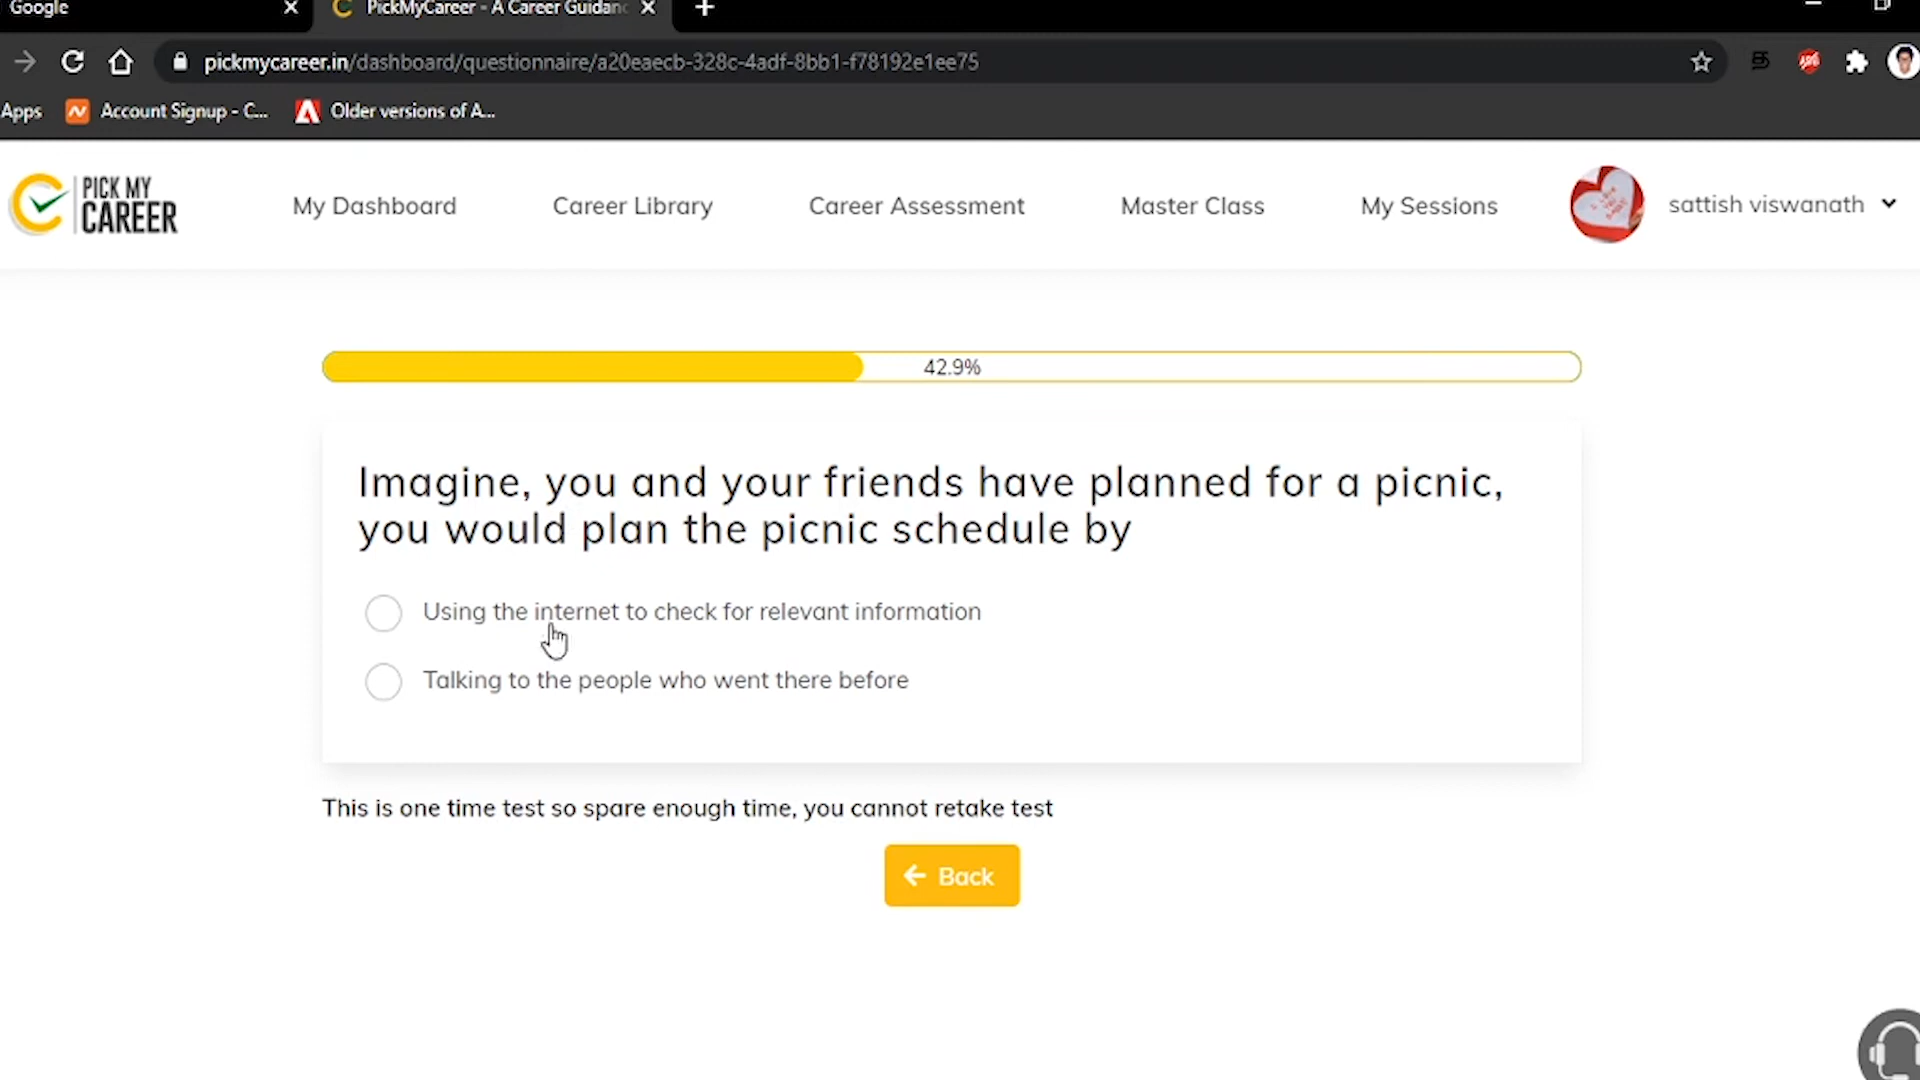 Google
PickMyCareer - A Career Guidanc
pickmycareer.in/dashboard/questionnaire/a20eaecb-328c-4adf-8bb1-f78192e1ee75
Apps
Account Signup - C...
Older versions of A...
PICK MY
CAREER
My Dashboard
Career Library
Career Assessment
Master Class
My Sessions
sattish viswanath
42.9%
Imagine, you and your friends have planned for a picnic,
you would plan the picnic schedule by
Using the internet to check for relevant information
Talking to the people who went there before
This is one time test so spare enough time, you cannot retake test
Back